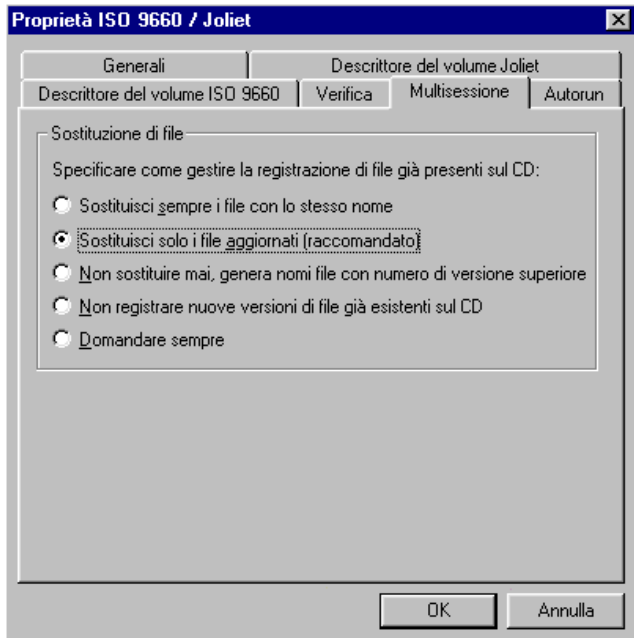 Proprietà ISO 9660 / Joliet
Generali Descrittore del volume Joliet
Descrittore del volume ISO 9660 Verifica Multisessione Autorun
Sostituzione di file
Specificare come gestire la registrazione di file già presenti sul CD:
Sostituisci sempre i file con lo stesso nome
Sostituisci solo i file aggiornati (raccomandato)
Non sostituire mai, genera nomi file con numero di versione superiore
Non registrare nuove versioni di file già esistenti sul CD
Domandare sempre
OK Annulla